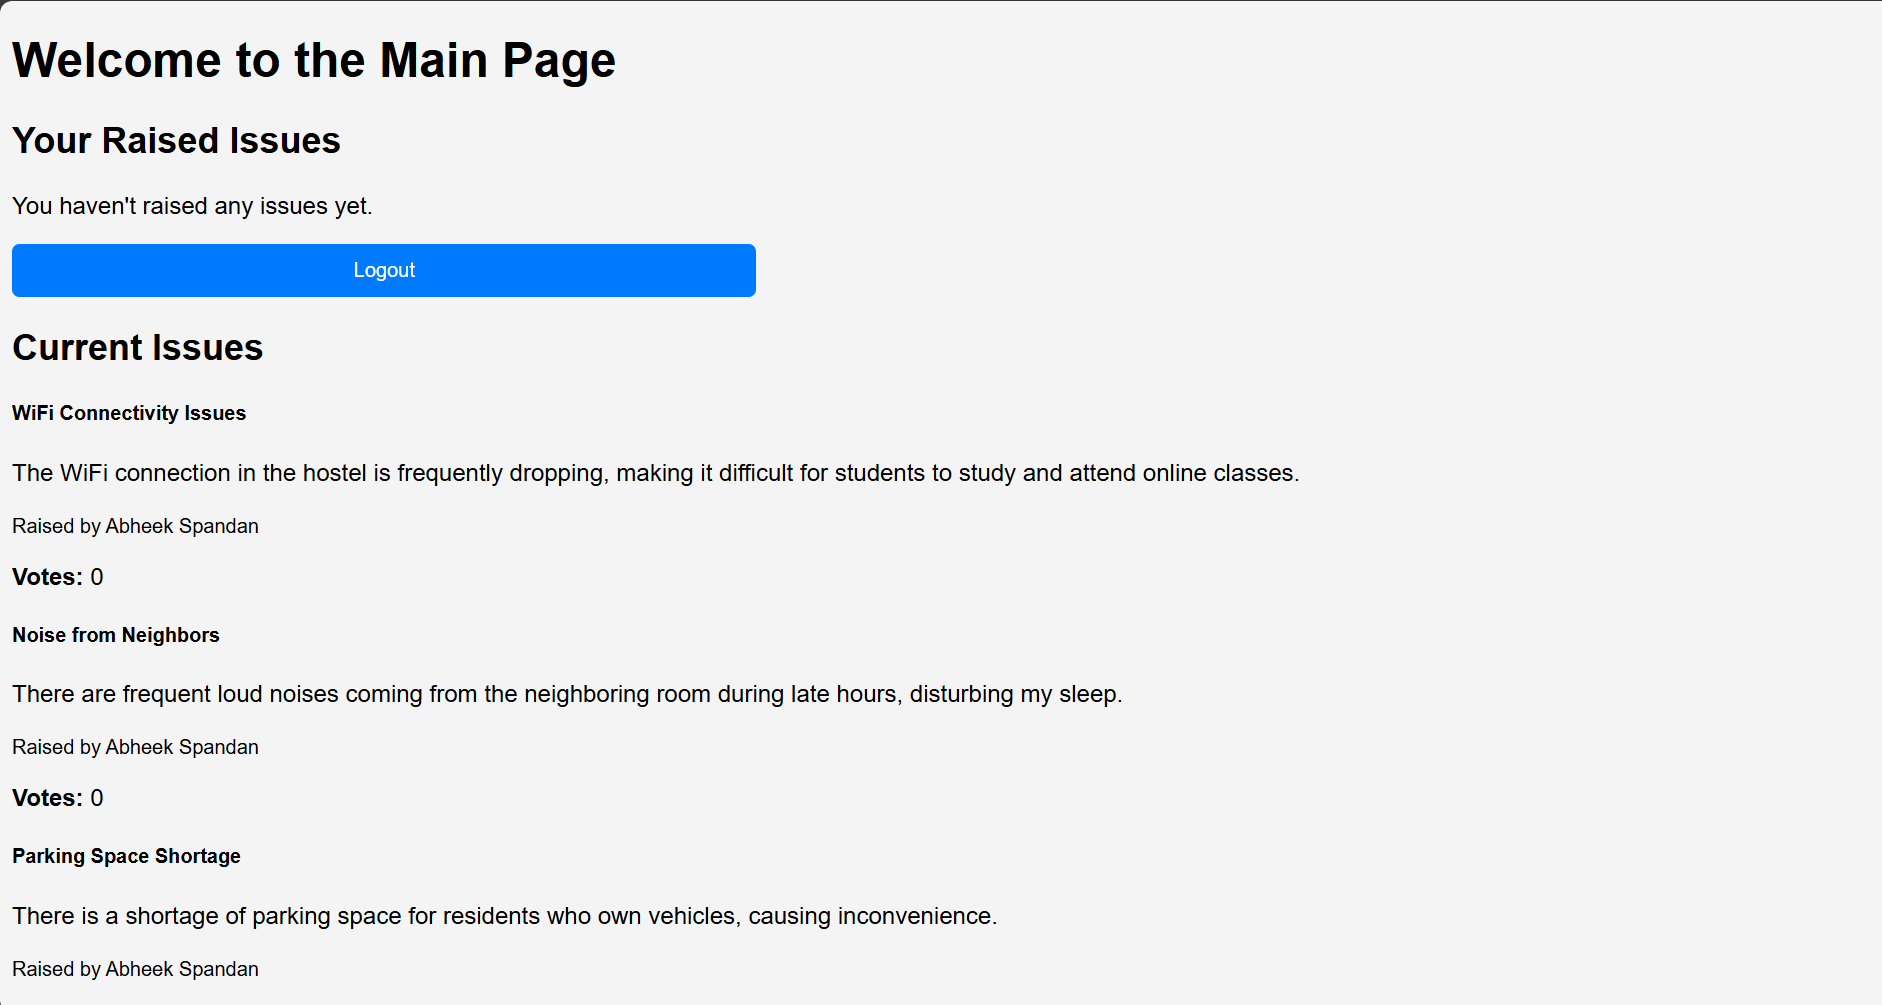 Welcome to the Main Page
Your Raised Issues
You haven't raised any issues yet.
Logout
Current Issues
WiFi Connectivity Issues
The WiFi connection in the hostel is frequently dropping, making it difficult for students to study and attend online classes.
Raised by Abheek Spandan
Votes: 0
Noise from Neighbors
There are frequent loud noises coming from the neighboring room during late hours, disturbing my sleep.
Raised by Abheek Spandan
Votes: 0
Parking Space Shortage
There is a shortage of parking space for residents who own vehicles, causing inconvenience.
Raised by Abheek Spandan